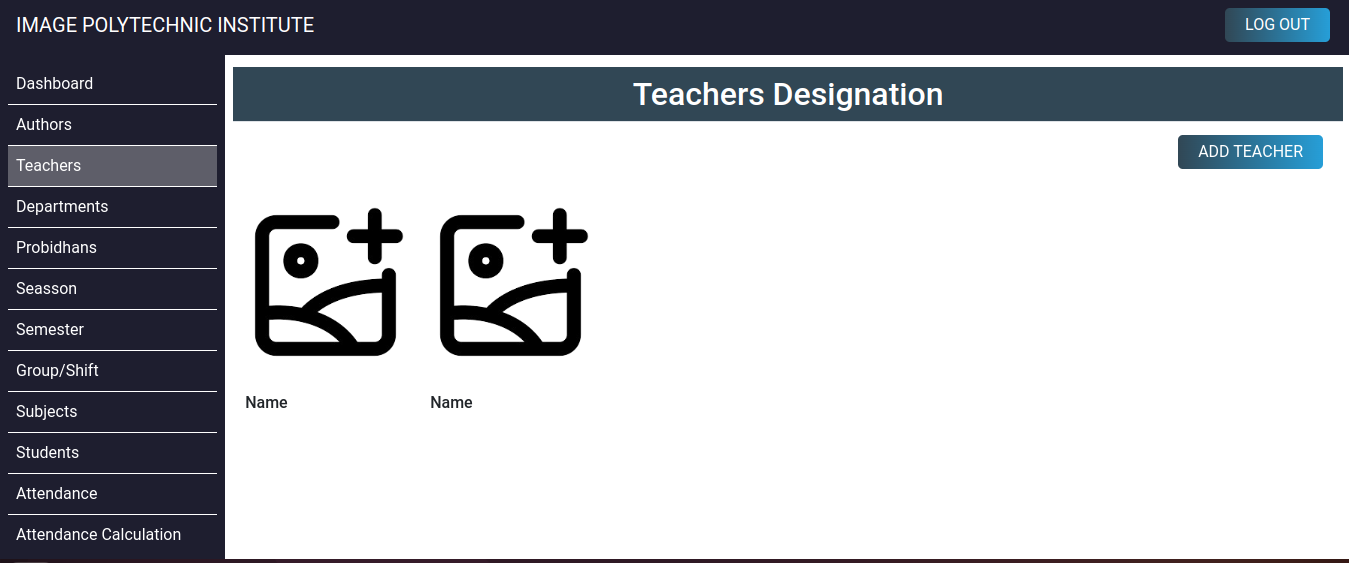 IMAGE POLYTECHNIC INSTITUTE
LOG OUT
Dashboard
Authors
Teachers
Departments
Probidhans
Seasson
Semester
Group/Shift
Subjects
Students
Attendance
Attendance Calculation
Teachers Designation
ADD TEACHER
Name
Name